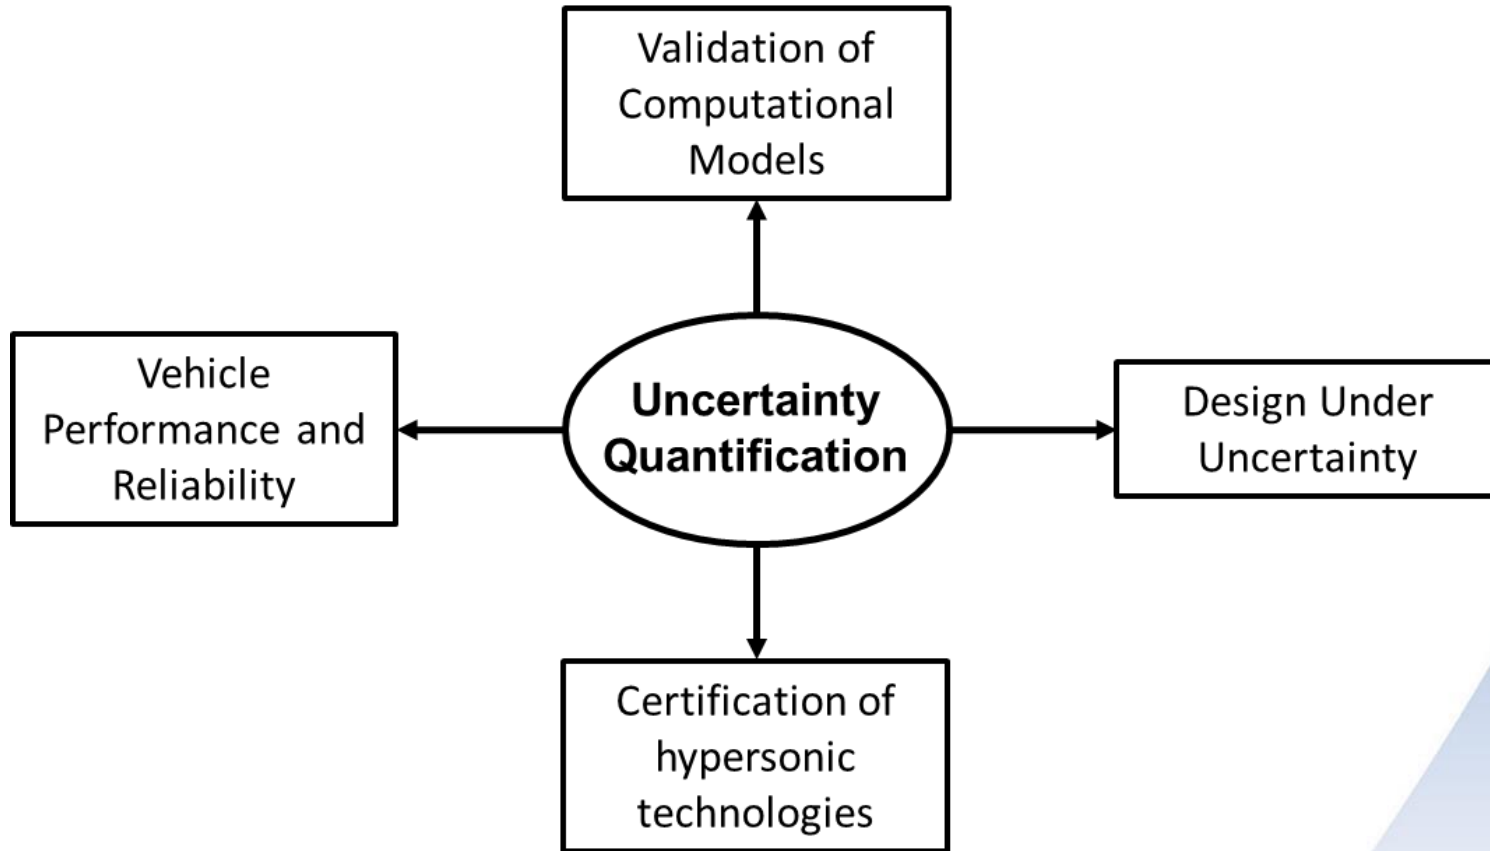 Validation of
Computational
Models
Vehicle
Performance and
Reliability
Uncertainty
Quantification
Design Under
Uncertainty
Certification of
hypersonic
technologies